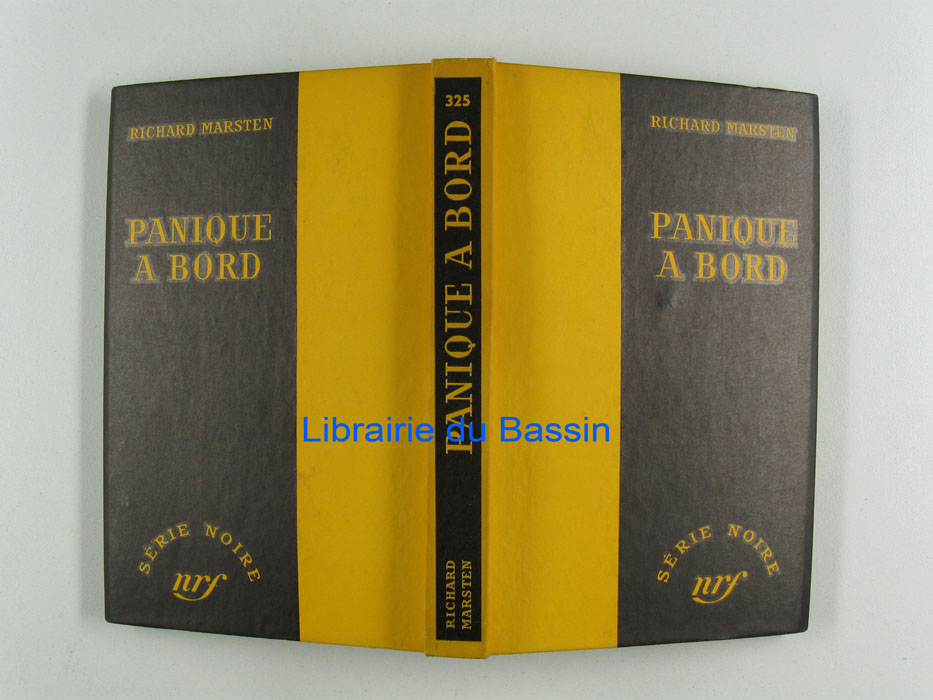 RICHARD MARSTEN
PANIQUE
A BORD
SÉRIE NOIRE
nrf
325
PANIQUE A BORD
RICHARD
MARSTEN
RICHARD MARSTEN
PANIQUE
A BORD
SÉRIE NOIRE
nrf
Librairie du Bassin